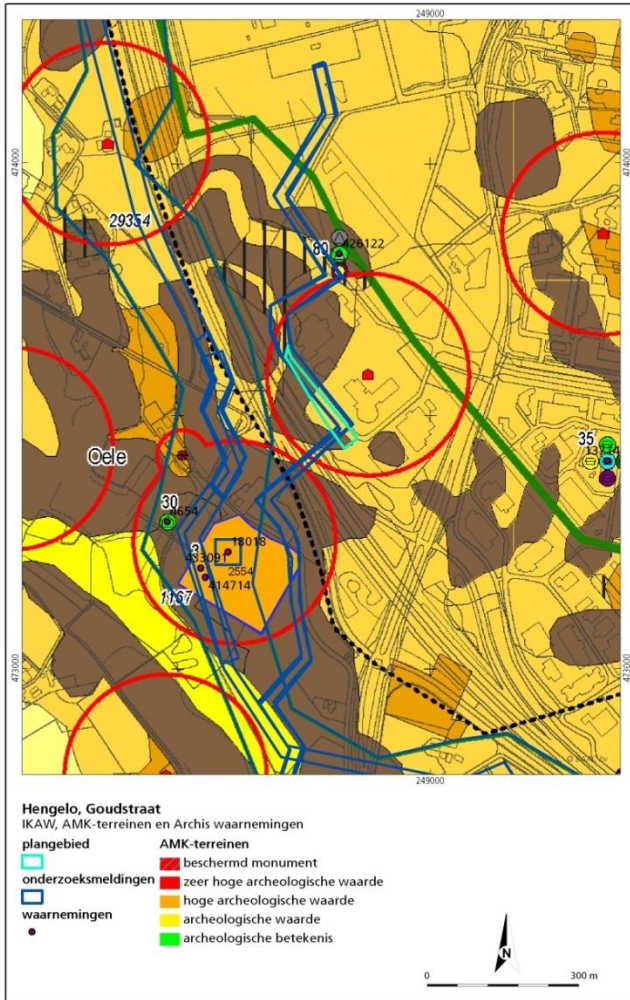 249000
474000
474000
29354
80
426122
35
13714
Oele
30
4654
18018
3
433091
2554
414714
1167
473000
473000
249000
Hengelo, Goudstraat
IKAW, AMK-terreinen en Archis waarnemingen
plangebied
AMK-terreinen
beschermd monument
onderzoeksmeldingen
zeer hoge archeologische waarde
hoge archeologische waarde
waarnemingen
archeologische waarde
archeologische betekenis
N
0
300 m